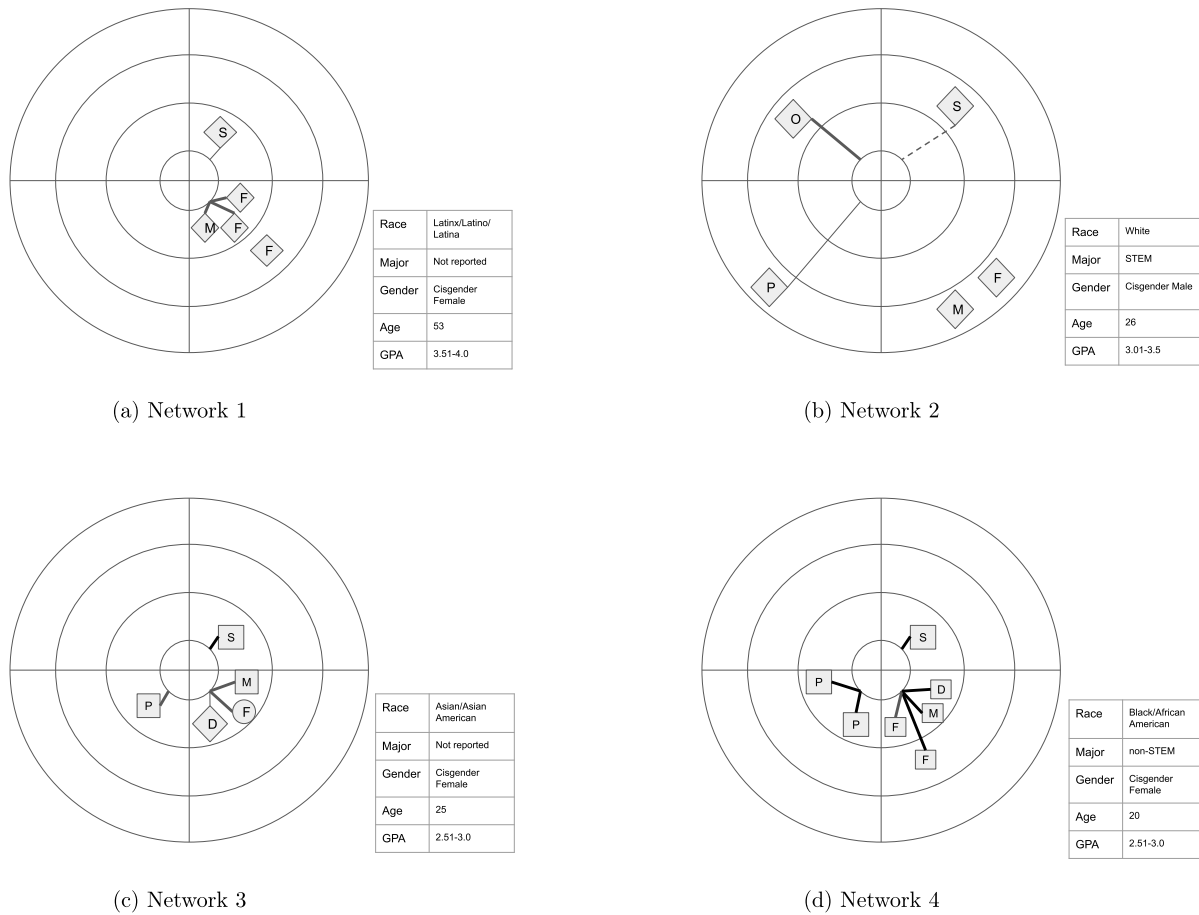 S
F
M
F
F
Race Latinx/Latino/
Latina
Major Not reported
Gender Cisgender
Female
Age 53
GPA 3.51-4.0
(a) Network 1
O
S
P
F
M
Race White
Major STEM
Gender Cisgender Male
Age 26
GPA 3.01-3.5
(b) Network 2
S
M
P
F
D
Race Asian/Asian
American
Major Not reported
Gender Cisgender
Female
Age 25
GPA 2.51-3.0
(c) Network 3
S
P
D
M
P
F
F
Race Black/African
American
Major non-STEM
Gender Cisgender
Female
Age 20
GPA 2.51-3.0
(d) Network 4